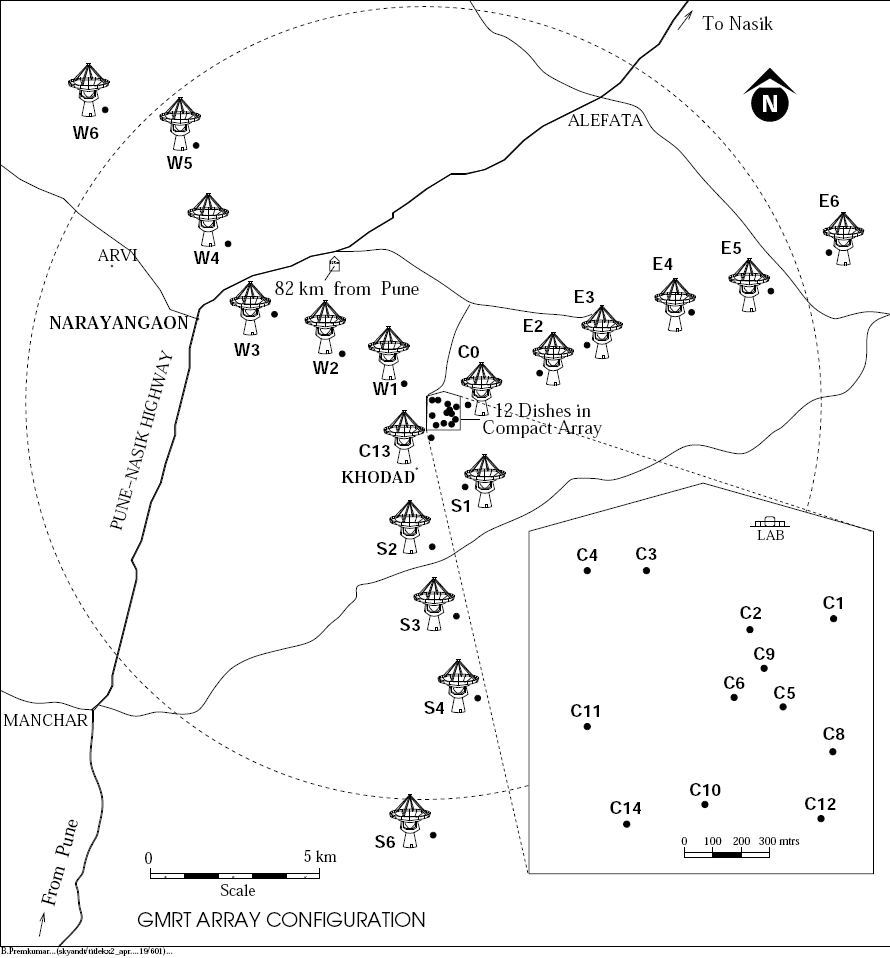 To Nasik
N
ALEFATA
W6
W5
E6
W4
ARVI
E5
E4
82 km from Pune
E3
NARAYANGAON
E2
W3
W2
C0
W1
12 Dishes in
Compact Array
C13
KHODAD
PUNE-NASIK HIGHWAY
S1
LAB
S2
C4
C3
C1
C2
S3
C9
C6
C5
S4
C11
MANCHAR
C8
C10
C12
C14
S6
0 100 200 300 mtrs
0 5 km
Scale
From Pune
GMRT ARRAY CONFIGURATION